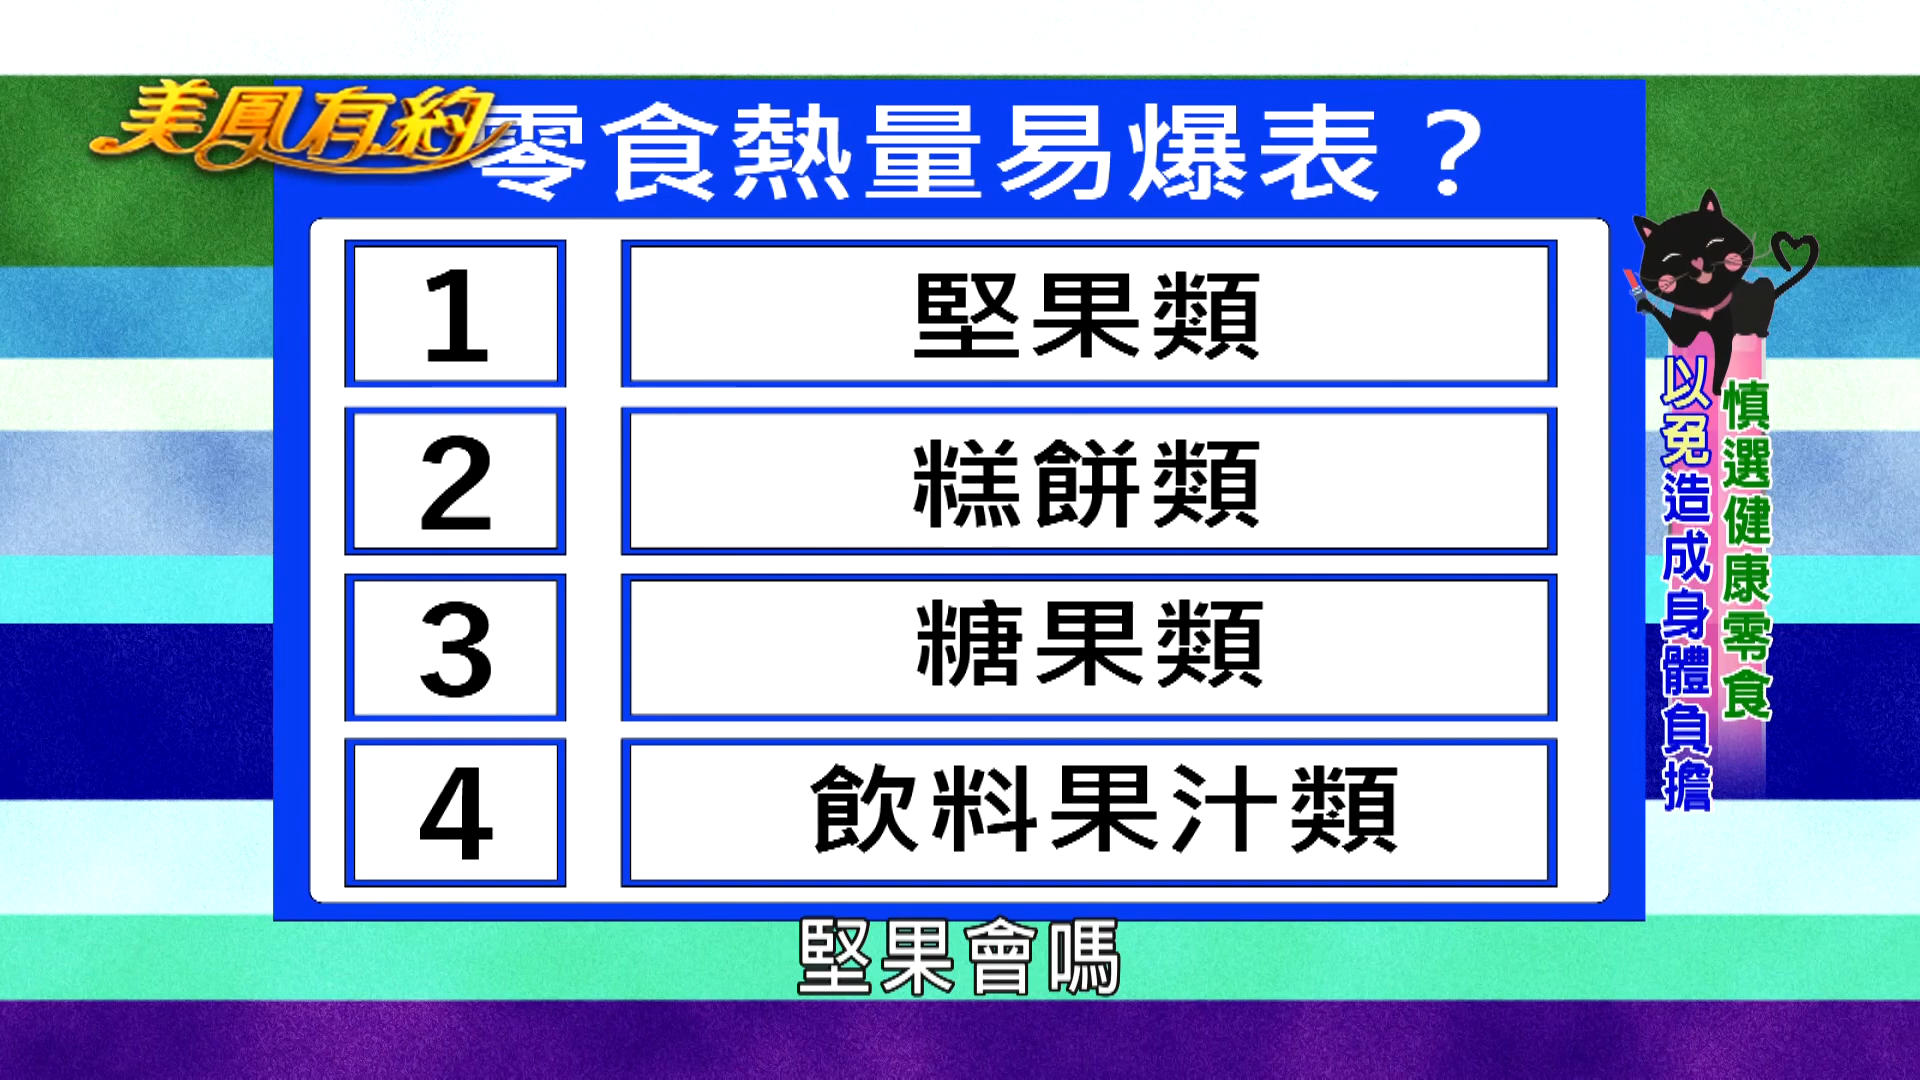 美鳳有約
零食熱量易爆表？
1 堅果類
2 糕餅類
3 糖果類
4 飲料果汁類
慎選健康零食
以免造成身體負擔
堅果會嗎